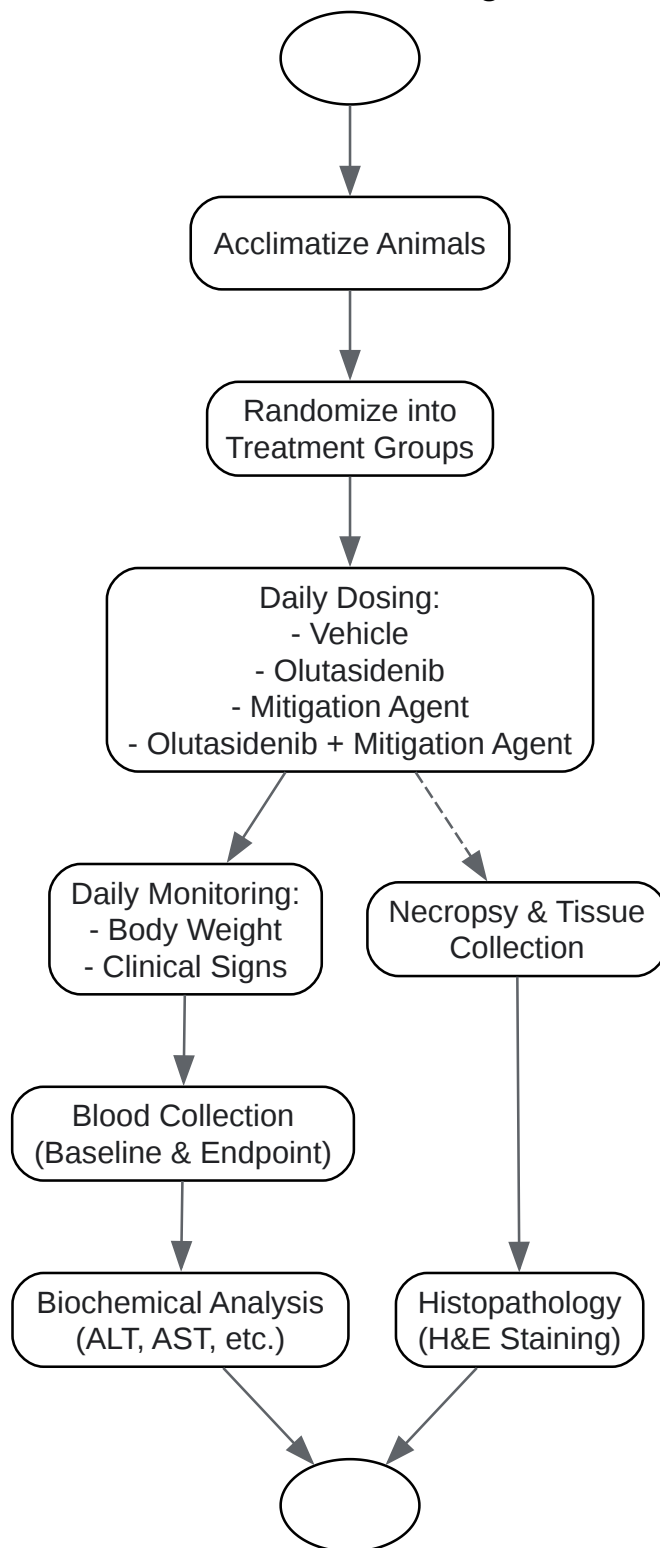 Acclimatize Animals
Randomize into
Treatment Groups
Daily Dosing:
- Vehicle
- Olutasidenib
- Mitigation Agent
- Olutasidenib + Mitigation Agent
Daily Monitoring:
- Body Weight
- Clinical Signs
Necropsy & Tissue
Collection
Blood Collection
(Baseline & Endpoint)
Biochemical Analysis
(ALT, AST, etc.)
Histopathology
(H&E Staining)